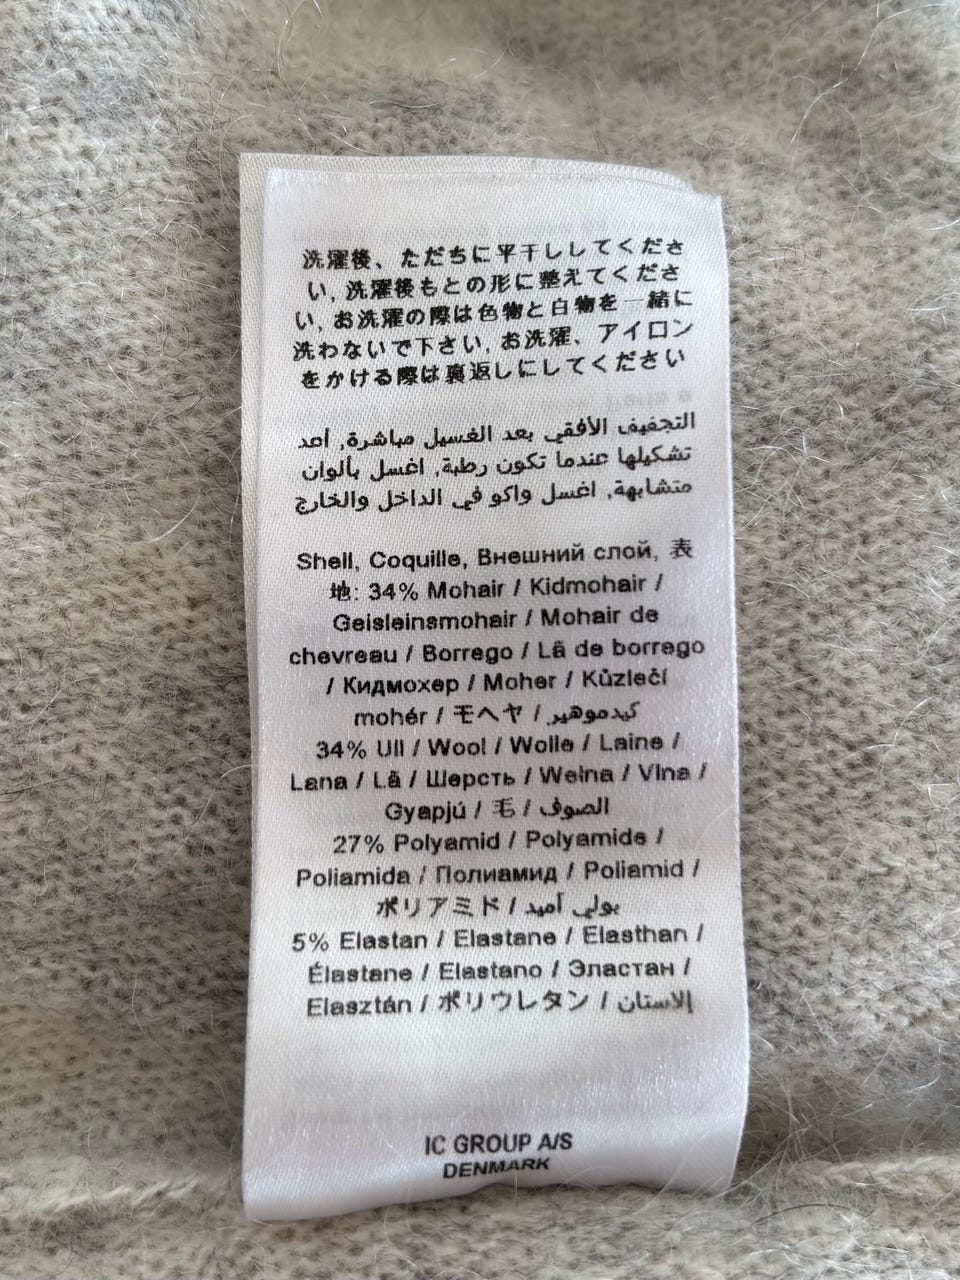 洗濯後、ただちに平干ししてくださ
い, 洗濯後もとの形に整えてくださ
い, お洗濯の際は色物と白物を一緒に
洗わないで下さい, お洗濯、アイロン
をかける際は裏返しにしてください
التجفيف الأفقي بعد الغسيل مباشرة, أعد
تشكيلها عندما تكون رطبة, اغسل بألوان
متشابهة, اغسل واكو في الداخل والخارج
Shell, Coquille, Внешний слой, 表
地: 34% Mohair / Kidmohair /
Geisleinsmohair / Mohair de
chevreau / Borrego / Lã de borrego
/ Кидмохер / Moher / Kůzlečí
mohér / モヘヤ / كيدموهير
34% Ull / Wool / Wolle / Laine /
Lana / Lã / Шерсть / Wełna / Vlna /
Gyapjú / 毛 / الصوف
27% Polyamid / Polyamide /
Poliamida / Полиамид / Poliamid /
ポリアミド / بولي أميد
5% Elastan / Elastane / Elasthan /
Élastane / Elastano / Эластан /
Elasztán / ポリウレタン / إلاستان
IC GROUP A/S
DENMARK